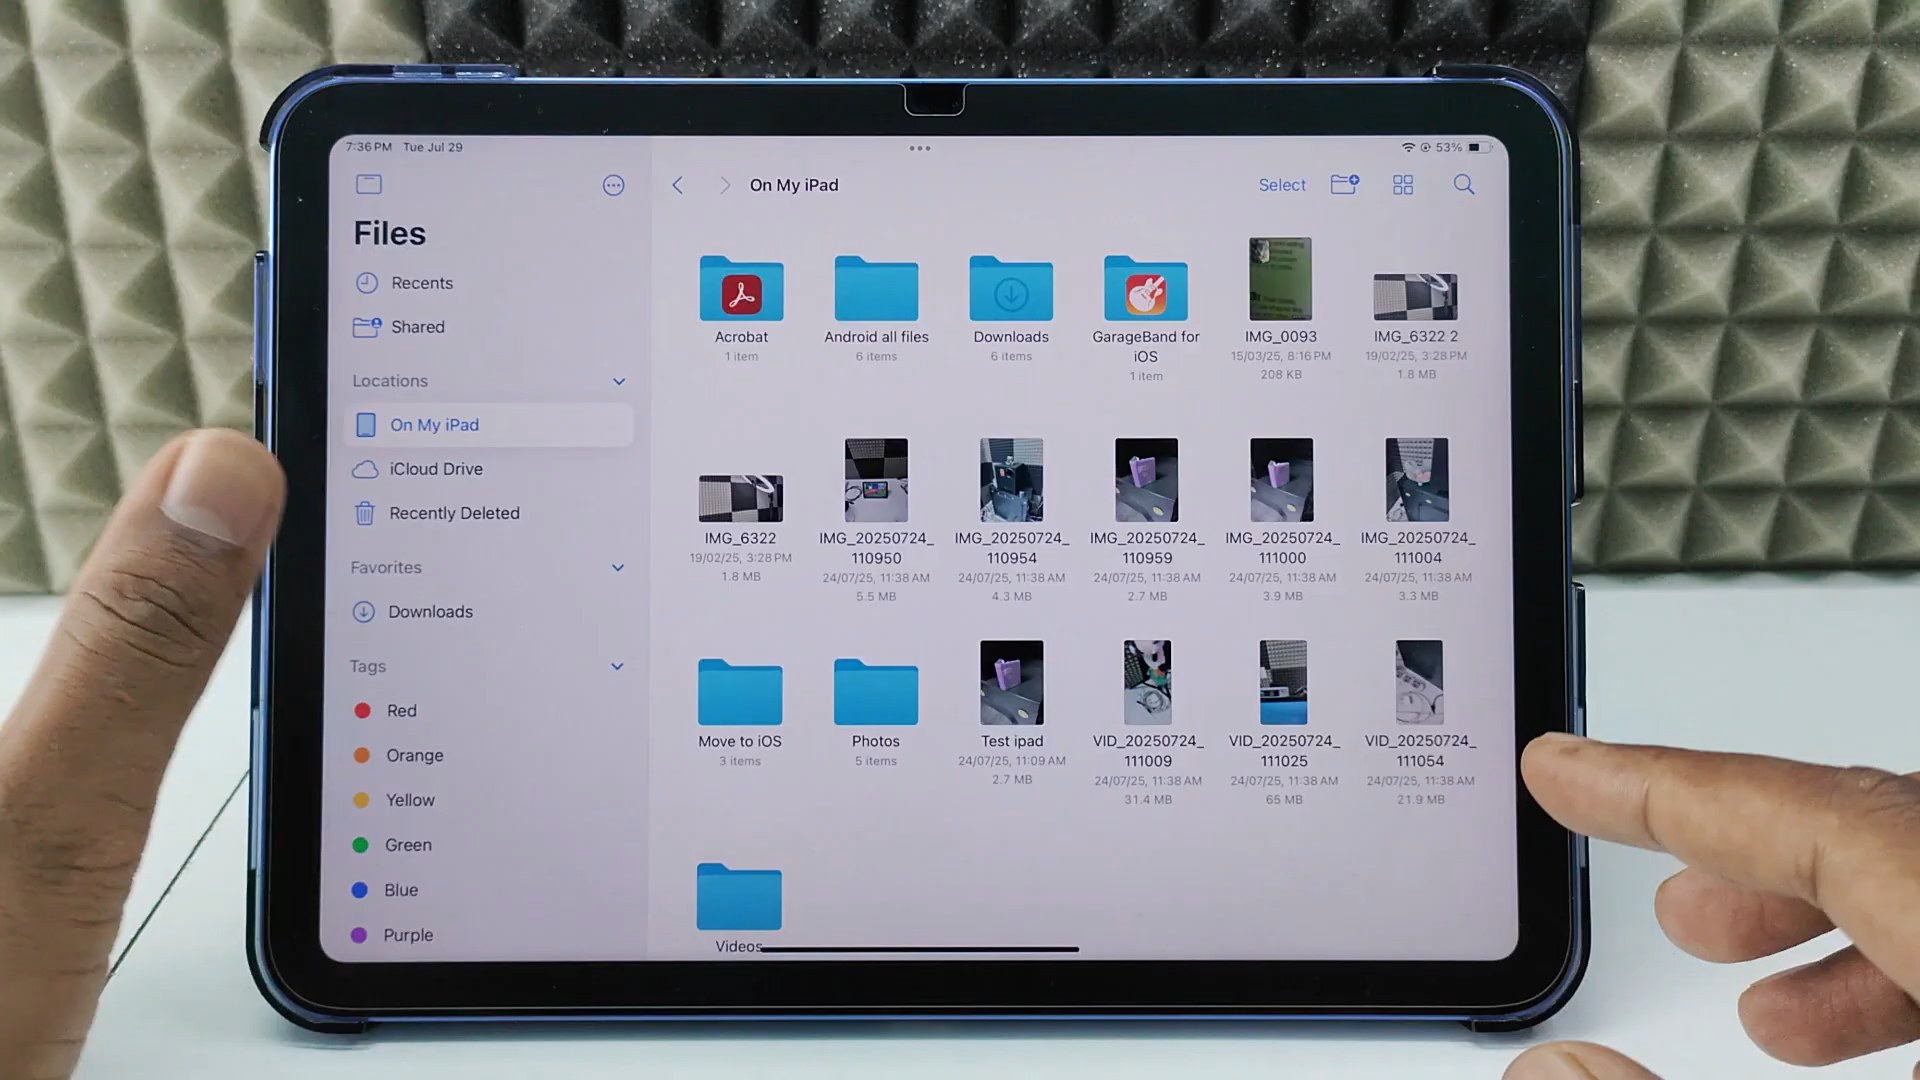 7:36 PM Tue Jul 29
53%
Files
Recents
Shared
Locations
On My iPad
iCloud Drive
Recently Deleted
Favorites
Downloads
Tags
Red
Orange
Yellow
Green
Blue
Purple
On My iPad
Select
Acrobat
1 item
Android all files
6 items
Downloads
6 items
GarageBand for
iOS
1 item
IMG_0093
15/03/25, 8:16 PM
208 KB
IMG_6322 2
19/02/25, 3:28 PM
1.8 MB
IMG_6322
19/02/25, 3:28 PM
1.8 MB
IMG_20250724_
110950
24/07/25, 11:38 AM
5.5 MB
IMG_20250724_
110954
24/07/25, 11:38 AM
4.3 MB
IMG_20250724_
110959
24/07/25, 11:38 AM
2.7 MB
IMG_20250724_
111000
24/07/25, 11:38 AM
3.9 MB
IMG_20250724_
111004
24/07/25, 11:38 AM
3.3 MB
Move to iOS
3 items
Photos
5 items
Test ipad
24/07/25, 11:09 AM
2.7 MB
VID_20250724_
111009
24/07/25, 11:38 AM
31.4 MB
VID_20250724_
111025
24/07/25, 11:38 AM
65 MB
VID_20250724_
111054
24/07/25, 11:38 AM
21.9 MB
Videos